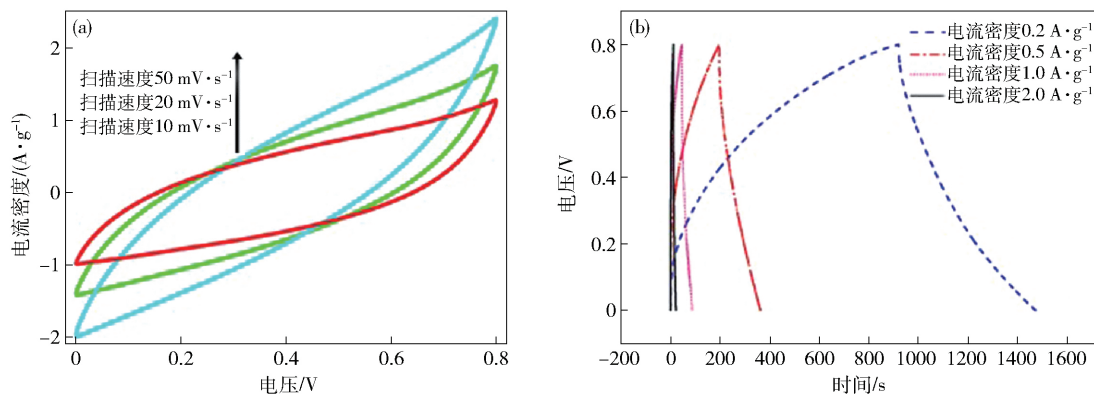 (a)
扫描速度50 mV·s⁻¹
扫描速度20 mV·s⁻¹
扫描速度10 mV·s⁻¹
电流密度/(A·g⁻¹)
2
1
0
-1
-2
0 0.2 0.4 0.6 0.8
电压/V
(b)
电流密度0.2 A·g⁻¹
电流密度0.5 A·g⁻¹
电流密度1.0 A·g⁻¹
电流密度2.0 A·g⁻¹
电压/V
0.8
0.6
0.4
0.2
0
-200 0 200 400 600 800 1000 1200 1400 1600
时间/s